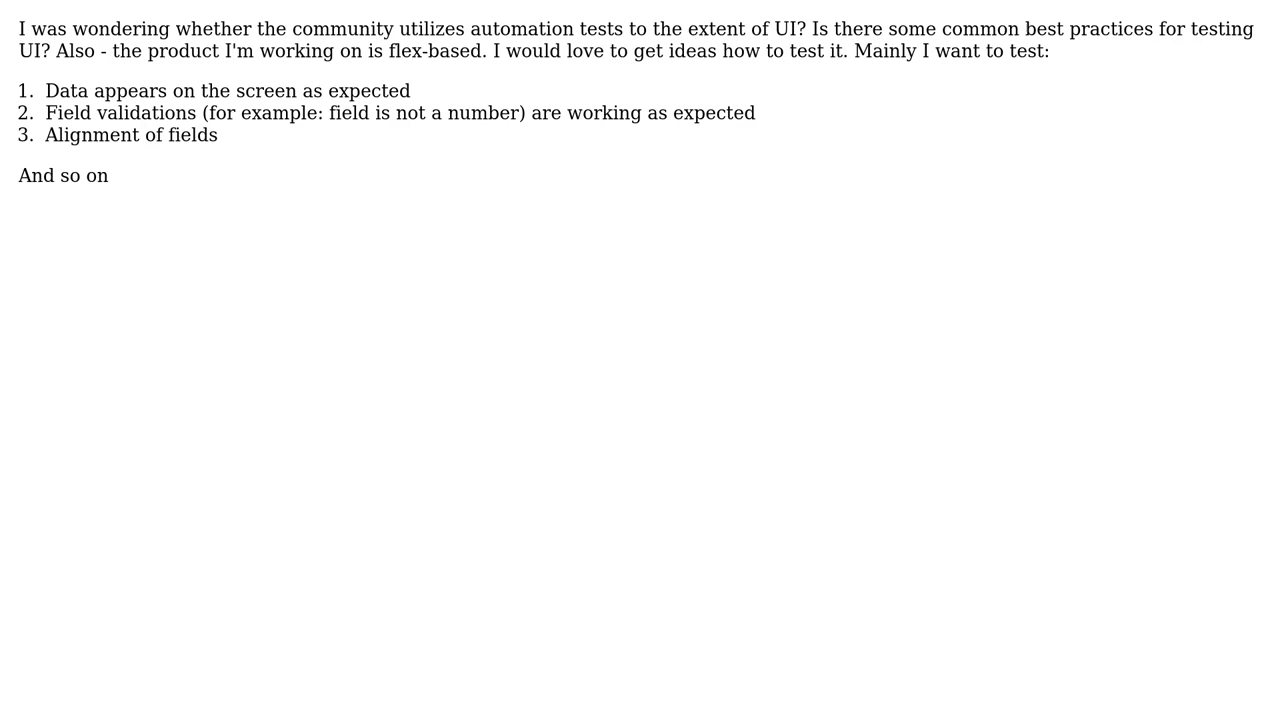 I was wondering whether the community utilizes automation tests to the extent of UI? Is there some common best practices for testing
UI? Also - the product I'm working on is flex-based. I would love to get ideas how to test it. Mainly I want to test:
1. Data appears on the screen as expected
2. Field validations (for example: field is not a number) are working as expected
3. Alignment of fields
And so on